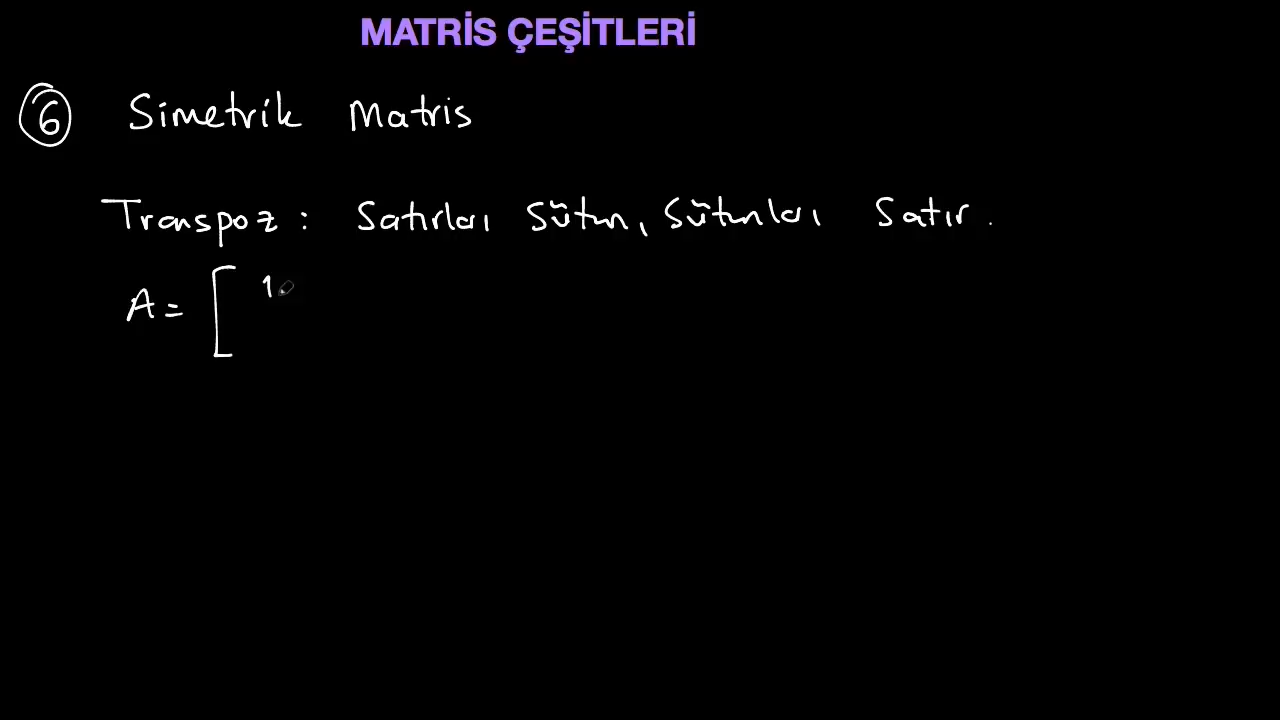 MATRİS ÇEŞİTLERİ
6 Simetrik Matris
Transpoz : Satırları Sütun, Sütunları Satır.
A = [ 1